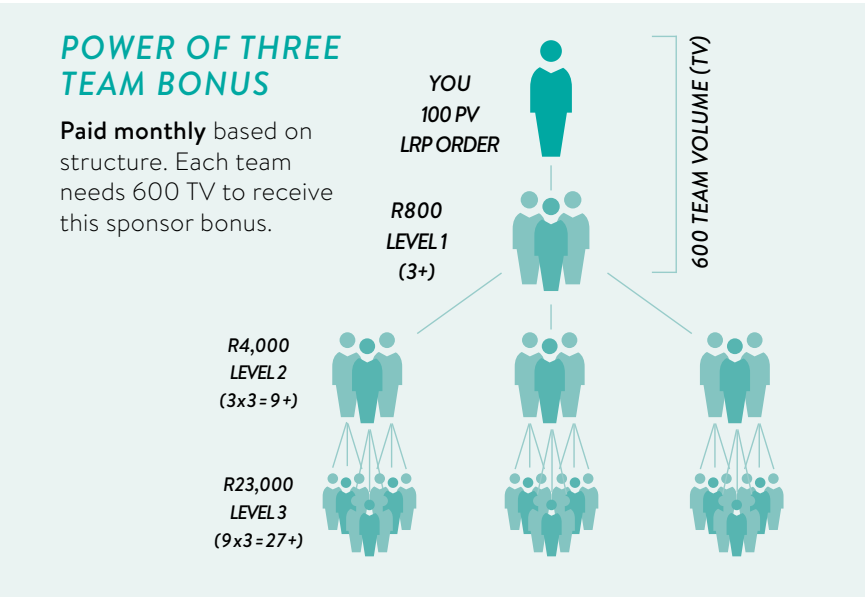 POWER OF THREE
TEAM BONUS
Paid monthly based on
structure. Each team
needs 600 TV to receive
this sponsor bonus.
YOU
100 PV
LRP ORDER
600 TEAM VOLUME (TV)
R800
LEVEL 1
(3+)
R4,000
LEVEL 2
(3x3=9+)
R23,000
LEVEL 3
(9x3=27+)